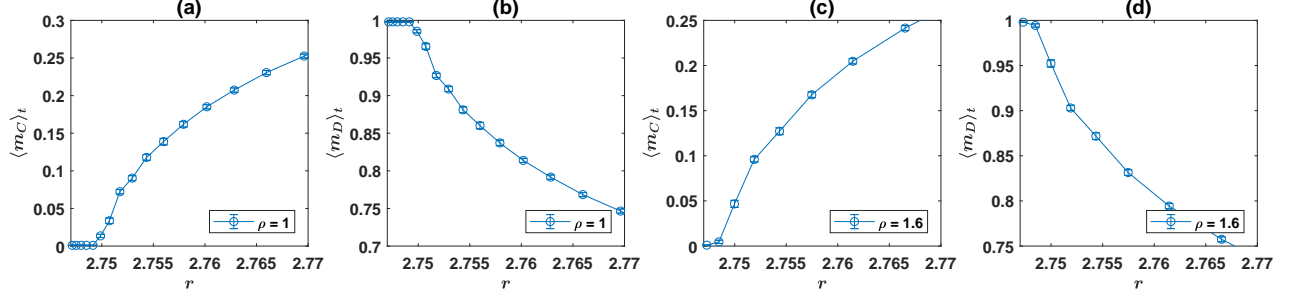 (a)
0.3
0.25
0.2
0.15
0.1
0.05
0
⟨m_C⟩_t
2.75
2.755
2.76
2.765
2.77
r
ρ = 1
(b)
1
0.95
0.9
0.85
0.8
0.75
0.7
⟨m_D⟩_t
2.75
2.755
2.76
2.765
2.77
r
ρ = 1
(c)
0.25
0.2
0.15
0.1
0.05
0
⟨m_C⟩_t
2.75
2.755
2.76
2.765
2.77
r
ρ = 1.6
(d)
1
0.95
0.9
0.85
0.8
0.75
⟨m_D⟩_t
2.75
2.755
2.76
2.765
2.77
r
ρ = 1.6